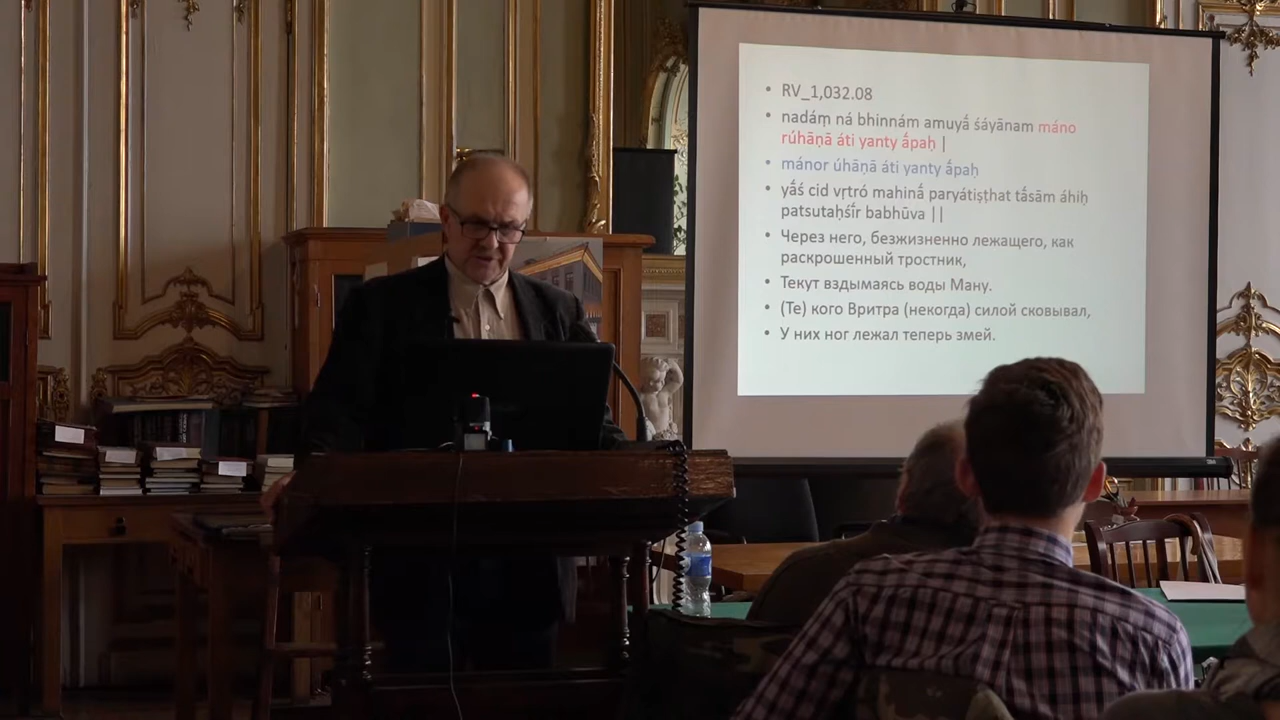 • RV_1,032.08
• nadáṃ ná bhinnám amuyā́ śáyānam máno
rúhāṇā áti yanty ā́paḥ |
• mánor úhānā áti yanty ā́paḥ
• yā́ś cid vṛtró mahinā́ paryátiṣṭhat tā́sām áhiḥ
patsutaḥśī́r babhūva ||
• Через него, безжизненно лежащего, как
раскрошенный тростник,
• Текут вздымаясь воды Ману.
• (Те) кого Вритра (некогда) силой сковывал,
• У них ног лежал теперь змей.